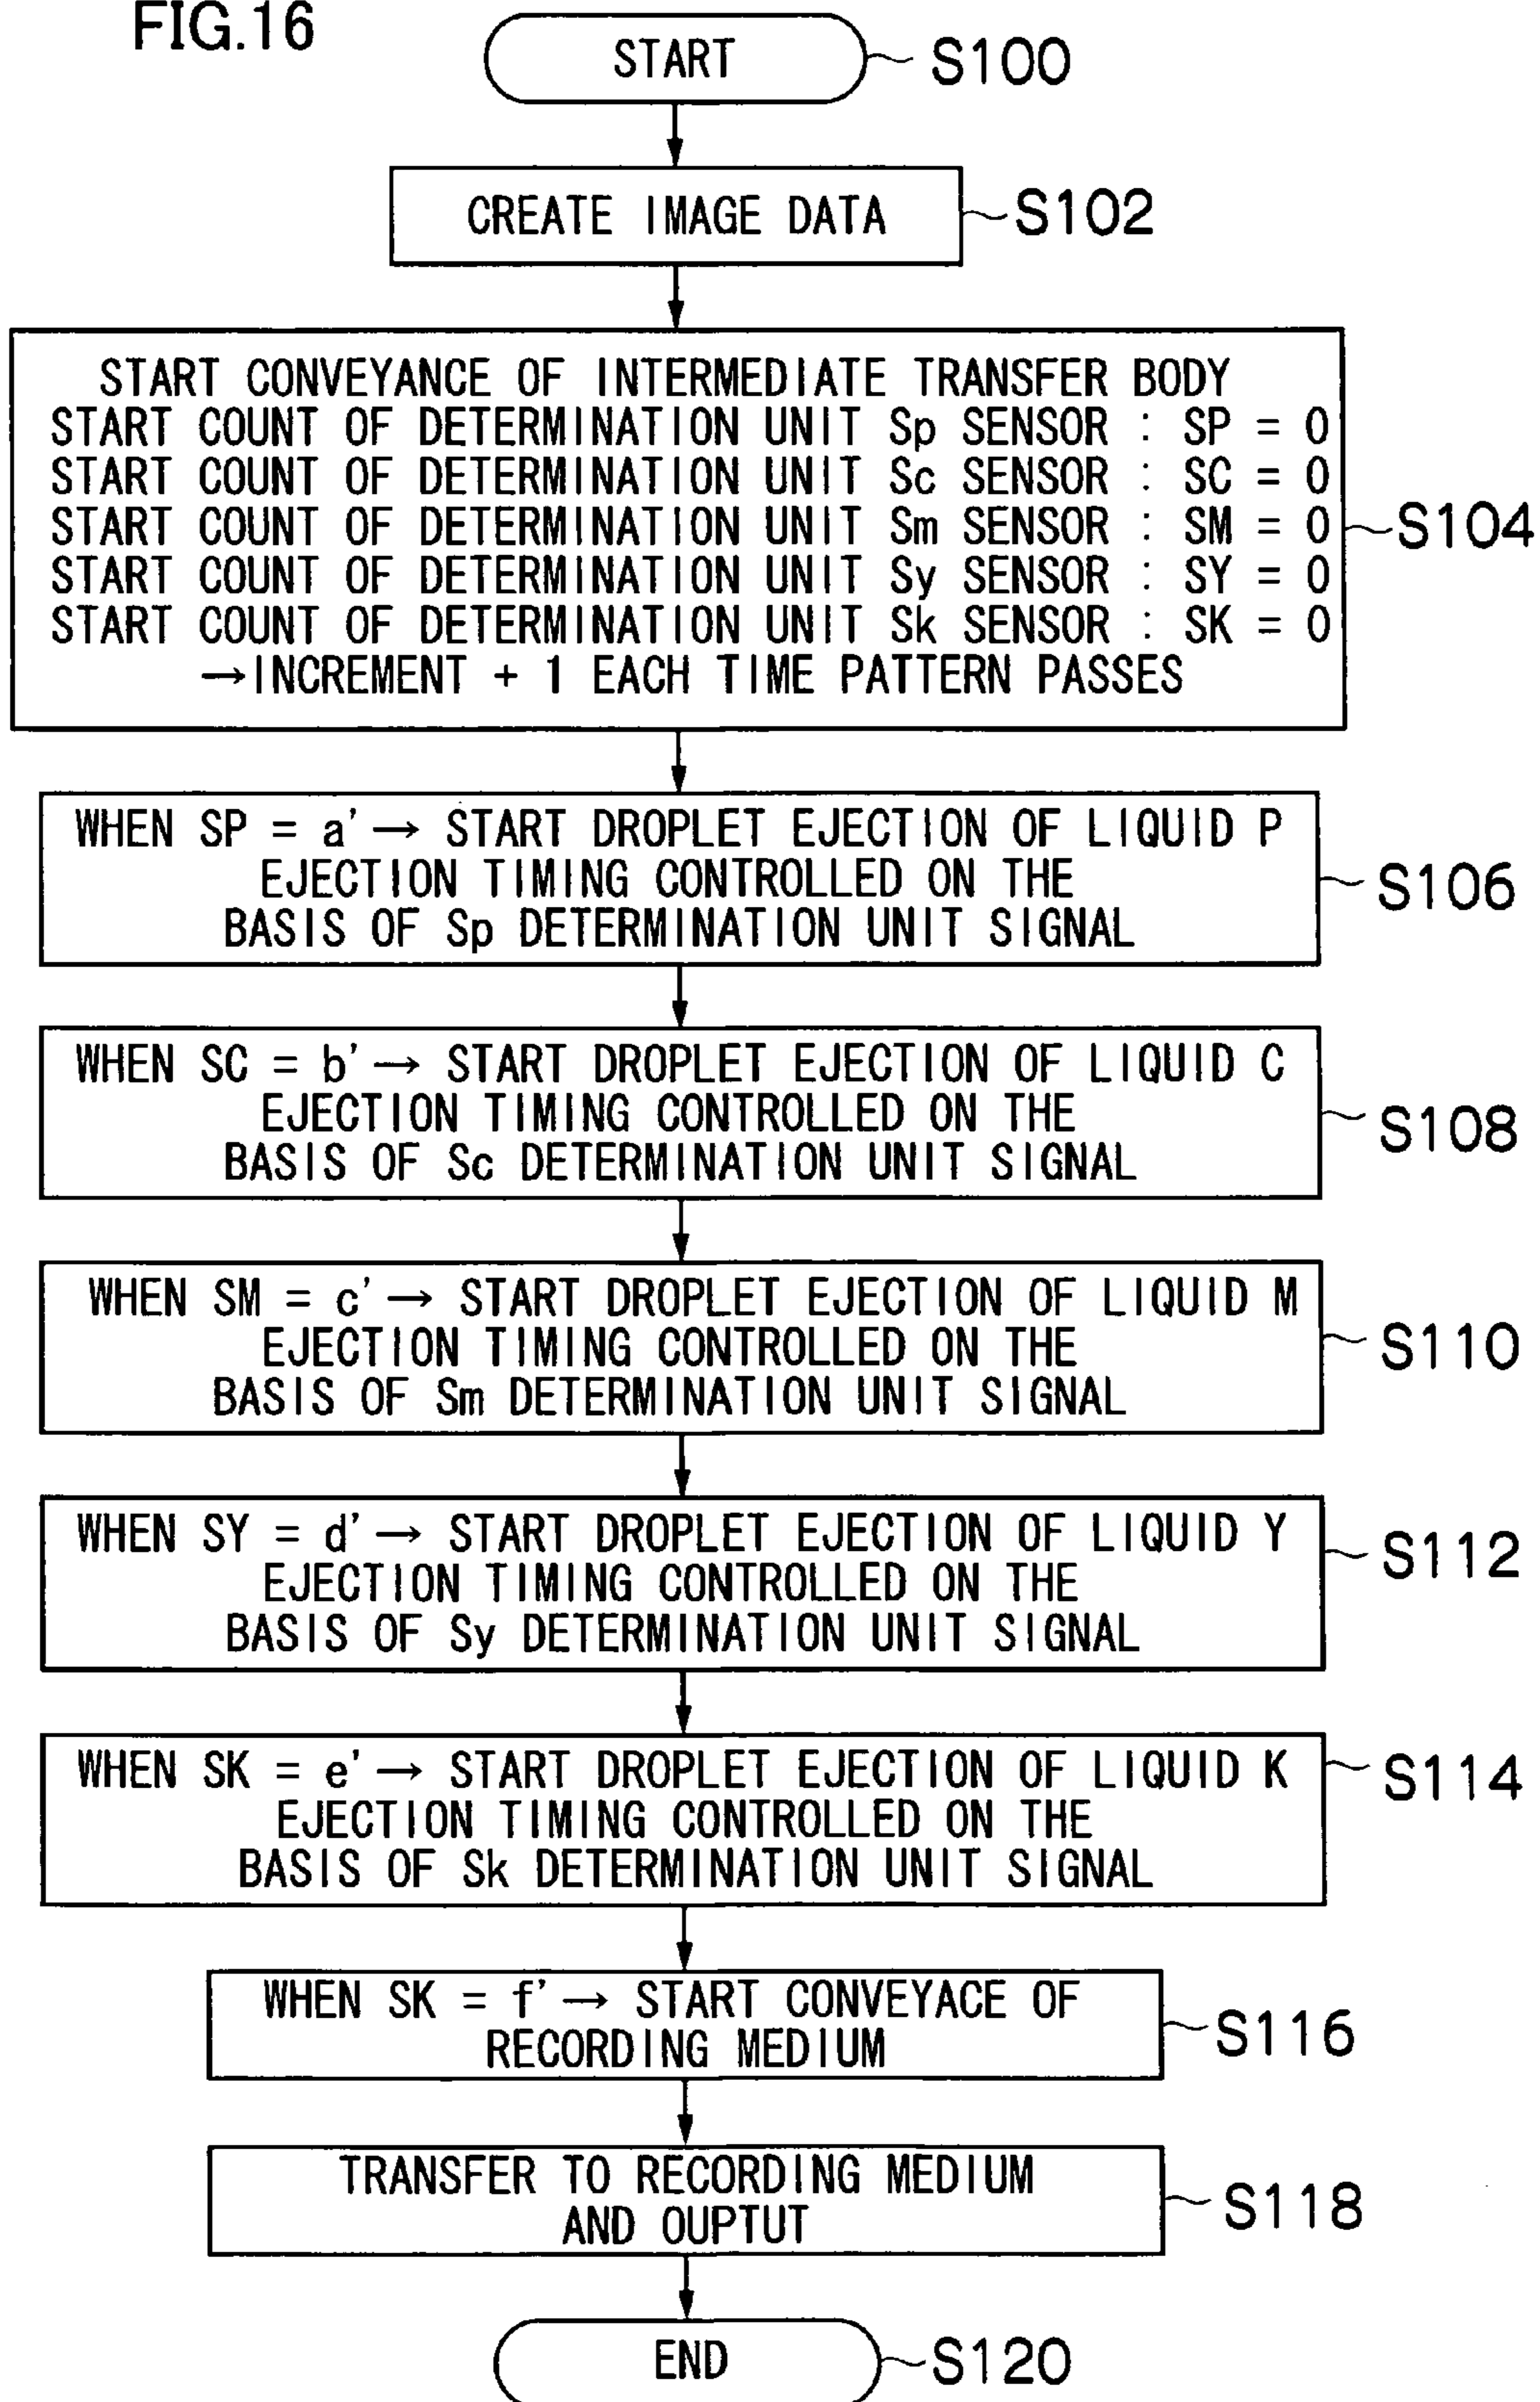 FIG.16
START
S100
CREATE IMAGE DATA
S102
START CONVEYANCE OF INTERMEDIATE TRANSFER BODY
START COUNT OF DETERMINATION UNIT Sp SENSOR : SP = 0
START COUNT OF DETERMINATION UNIT Sc SENSOR : SC = 0
START COUNT OF DETERMINATION UNIT Sm SENSOR : SM = 0
START COUNT OF DETERMINATION UNIT Sy SENSOR : SY = 0
START COUNT OF DETERMINATION UNIT Sk SENSOR : SK = 0
→INCREMENT + 1 EACH TIME PATTERN PASSES
S104
WHEN SP = a' → START DROPLET EJECTION OF LIQUID P
EJECTION TIMING CONTROLLED ON THE
BASIS OF Sp DETERMINATION UNIT SIGNAL
S106
WHEN SC = b' → START DROPLET EJECTION OF LIQUID C
EJECTION TIMING CONTROLLED ON THE
BASIS OF Sc DETERMINATION UNIT SIGNAL
S108
WHEN SM = c' → START DROPLET EJECTION OF LIQUID M
EJECTION TIMING CONTROLLED ON THE
BASIS OF Sm DETERMINATION UNIT SIGNAL
S110
WHEN SY = d' → START DROPLET EJECTION OF LIQUID Y
EJECTION TIMING CONTROLLED ON THE
BASIS OF Sy DETERMINATION UNIT SIGNAL
S112
WHEN SK = e' → START DROPLET EJECTION OF LIQUID K
EJECTION TIMING CONTROLLED ON THE
BASIS OF Sk DETERMINATION UNIT SIGNAL
S114
WHEN SK = f' → START CONVEYACE OF
RECORDING MEDIUM
S116
TRANSFER TO RECORDING MEDIUM
AND OUPTUT
S118
END
S120